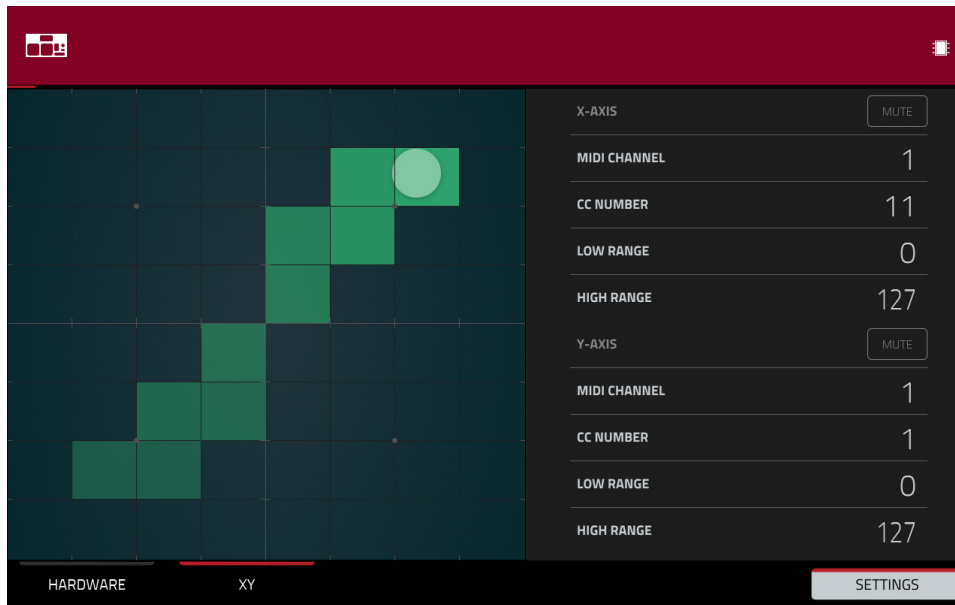 X-AXIS MUTE
MIDI CHANNEL 1
CC NUMBER 11
LOW RANGE 0
HIGH RANGE 127
Y-AXIS MUTE
MIDI CHANNEL 1
CC NUMBER 1
LOW RANGE 0
HIGH RANGE 127
HARDWARE XY SETTINGS